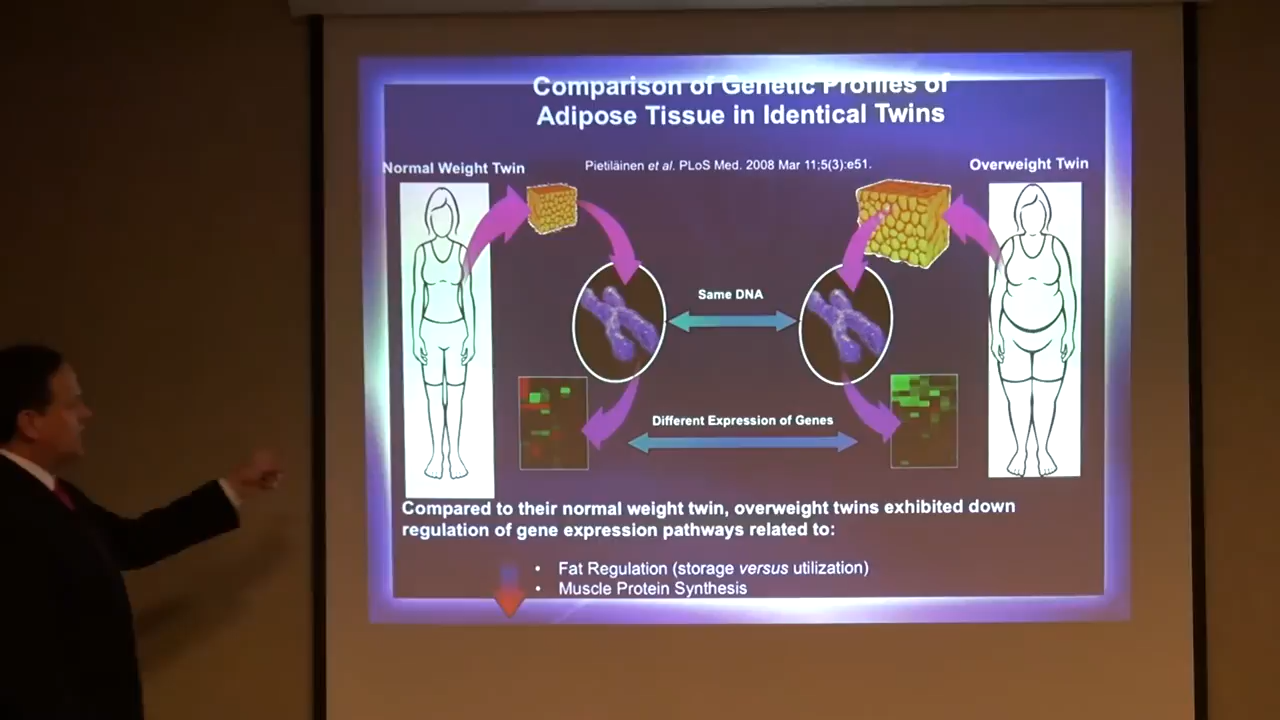 Comparison of Genetic Profiles of
Adipose Tissue in Identical Twins
Normal Weight Twin
Pietiläinen et al. PLoS Med. 2008 Mar 11;5(3):e51.
Overweight Twin
Same DNA
Different Expression of Genes
Compared to their normal weight twin, overweight twins exhibited down
regulation of gene expression pathways related to:
• Fat Regulation (storage versus utilization)
• Muscle Protein Synthesis